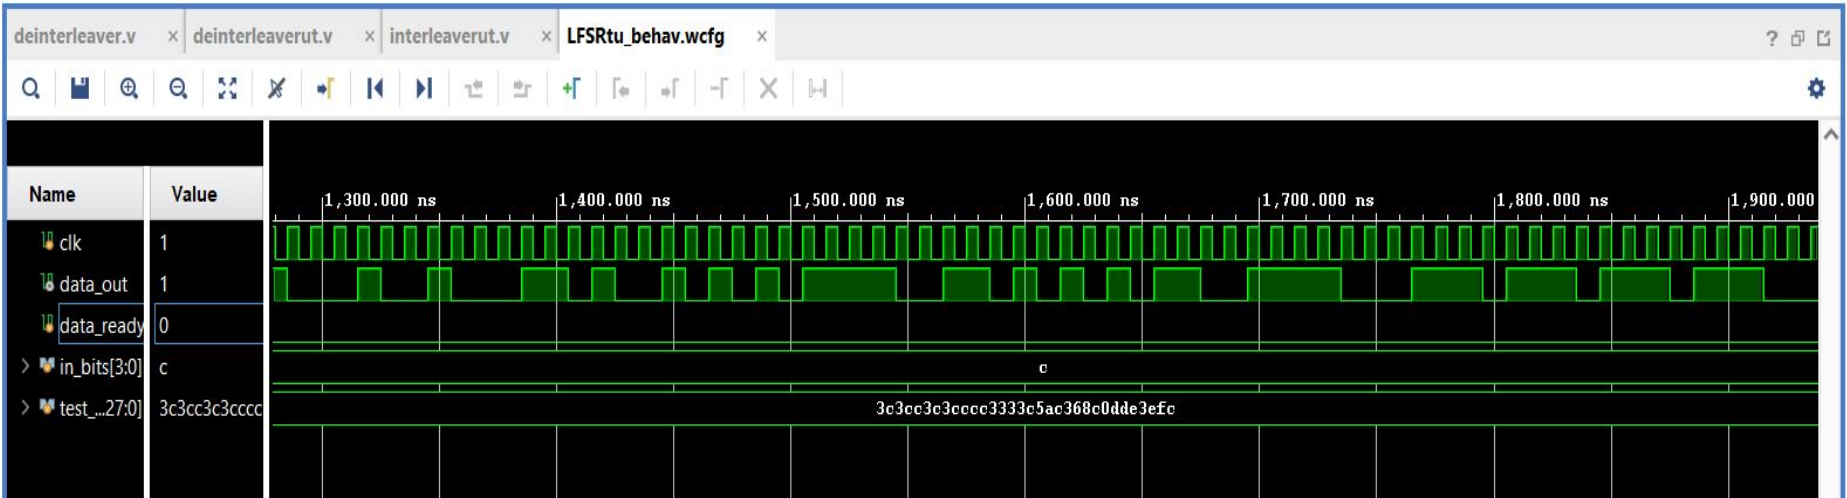 deinterleaver.v × deinterleaverut.v × interleaverut.v × LFSRtu_behav.wcfg × ?
Name Value
1,300.000 ns 1,400.000 ns 1,500.000 ns 1,600.000 ns 1,700.000 ns 1,800.000 ns 1,900.000
clk 1
data_out 1
data_ready 0
in_bits[3:0] c c
test_...27:0] 3c3cc3c3cccc 3c3cc3c3cccc3333c5ac368c0dde3efc